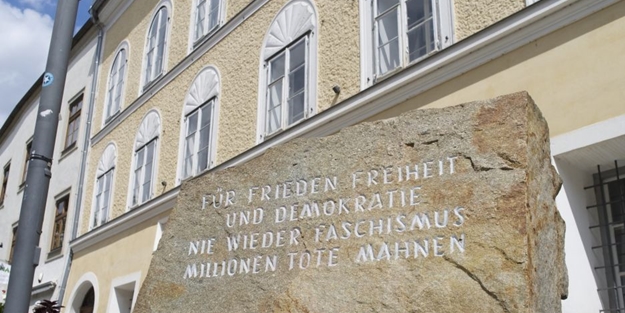 FÜR FRIEDEN FREIHEIT
UND DEMOKRATIE
NIE WIEDER FASCHISMUS
MILLIONEN TOTE MAHNEN